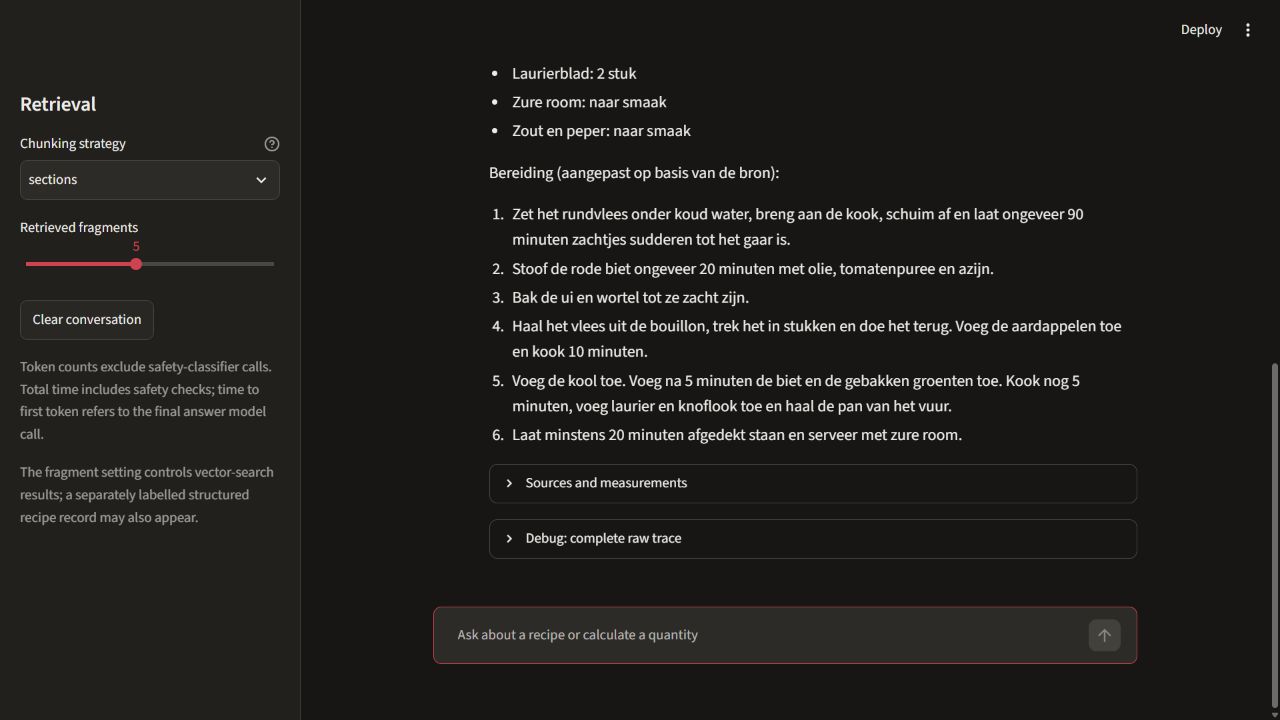 Deploy
Retrieval
Chunking strategy
sections
Retrieved fragments
5
Clear conversation
Token counts exclude safety-classifier calls.
Total time includes safety checks; time to
first token refers to the final answer model
call.
The fragment setting controls vector-search
results; a separately labelled structured
recipe record may also appear.
• Laurierblad: 2 stuk
• Zure room: naar smaak
• Zout en peper: naar smaak
Bereiding (aangepast op basis van de bron):
1. Zet het rundvlees onder koud water, breng aan de kook, schuim af en laat ongeveer 90
minuten zachtjes sudderen tot het gaar is.
2. Stoof de rode biet ongeveer 20 minuten met olie, tomatenpuree en azijn.
3. Bak de ui en wortel tot ze zacht zijn.
4. Haal het vlees uit de bouillon, trek het in stukken en doe het terug. Voeg de aardappelen toe
en kook 10 minuten.
5. Voeg de kool toe. Voeg na 5 minuten de biet en de gebakken groenten toe. Kook nog 5
minuten, voeg laurier en knoflook toe en haal de pan van het vuur.
6. Laat minstens 20 minuten afgedekt staan en serveer met zure room.
Sources and measurements
Debug: complete raw trace
Ask about a recipe or calculate a quantity